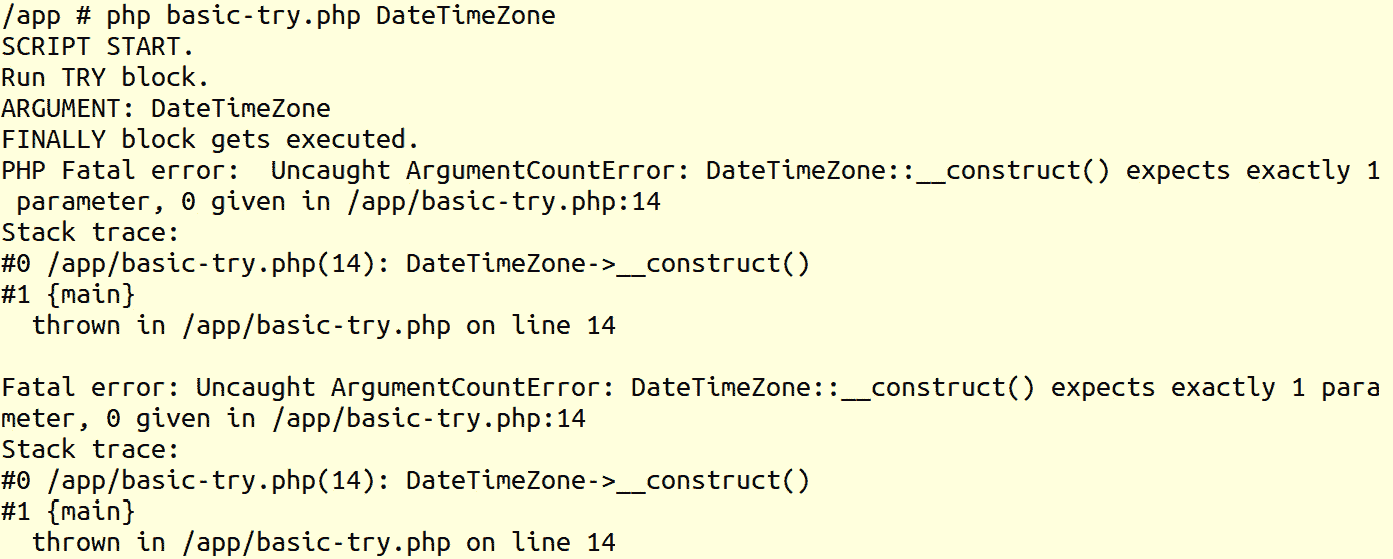 /app # php basic-try.php DateTimeZone
SCRIPT START.
Run TRY block.
ARGUMENT: DateTimeZone
FINALLY block gets executed.
PHP Fatal error:  Uncaught ArgumentCountError: DateTimeZone::__construct() expects exactly 1
 parameter, 0 given in /app/basic-try.php:14
Stack trace:
#0 /app/basic-try.php(14): DateTimeZone->__construct()
#1 {main}
  thrown in /app/basic-try.php on line 14

Fatal error: Uncaught ArgumentCountError: DateTimeZone::__construct() expects exactly 1 para
meter, 0 given in /app/basic-try.php:14
Stack trace:
#0 /app/basic-try.php(14): DateTimeZone->__construct()
#1 {main}
  thrown in /app/basic-try.php on line 14